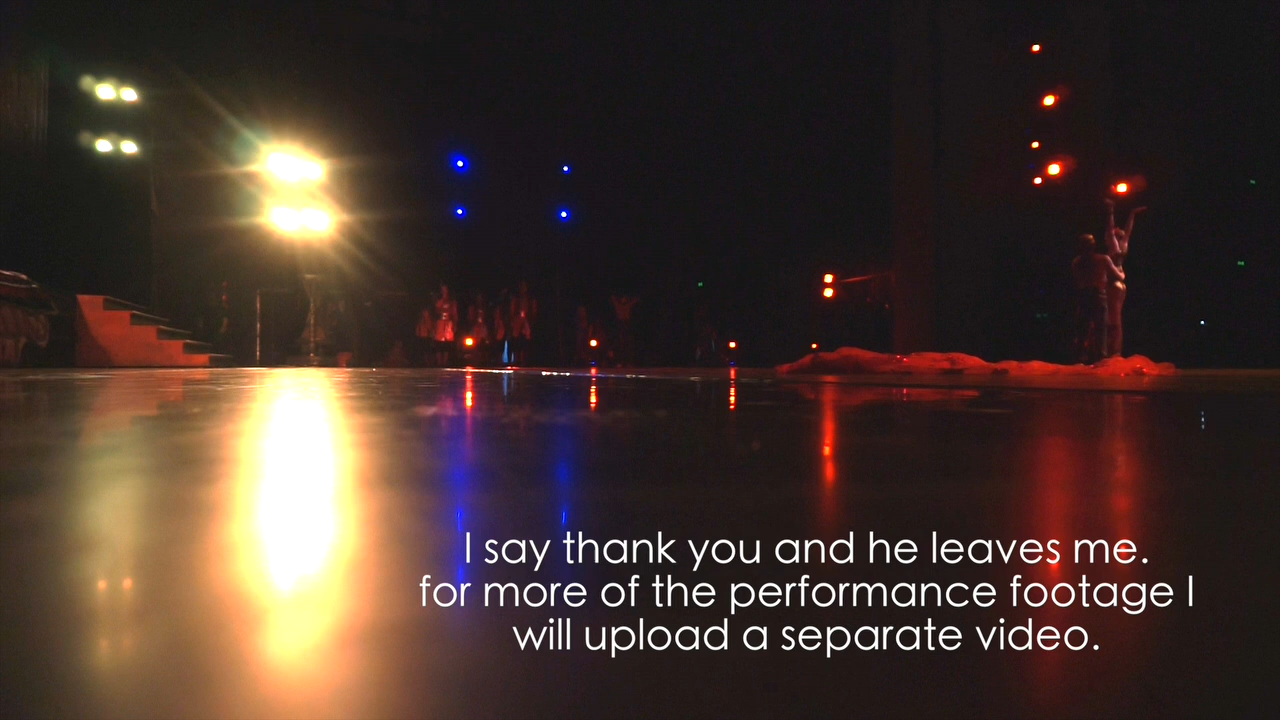 I say thank you and he leaves me.
for more of the performance footage I
will upload a separate video.